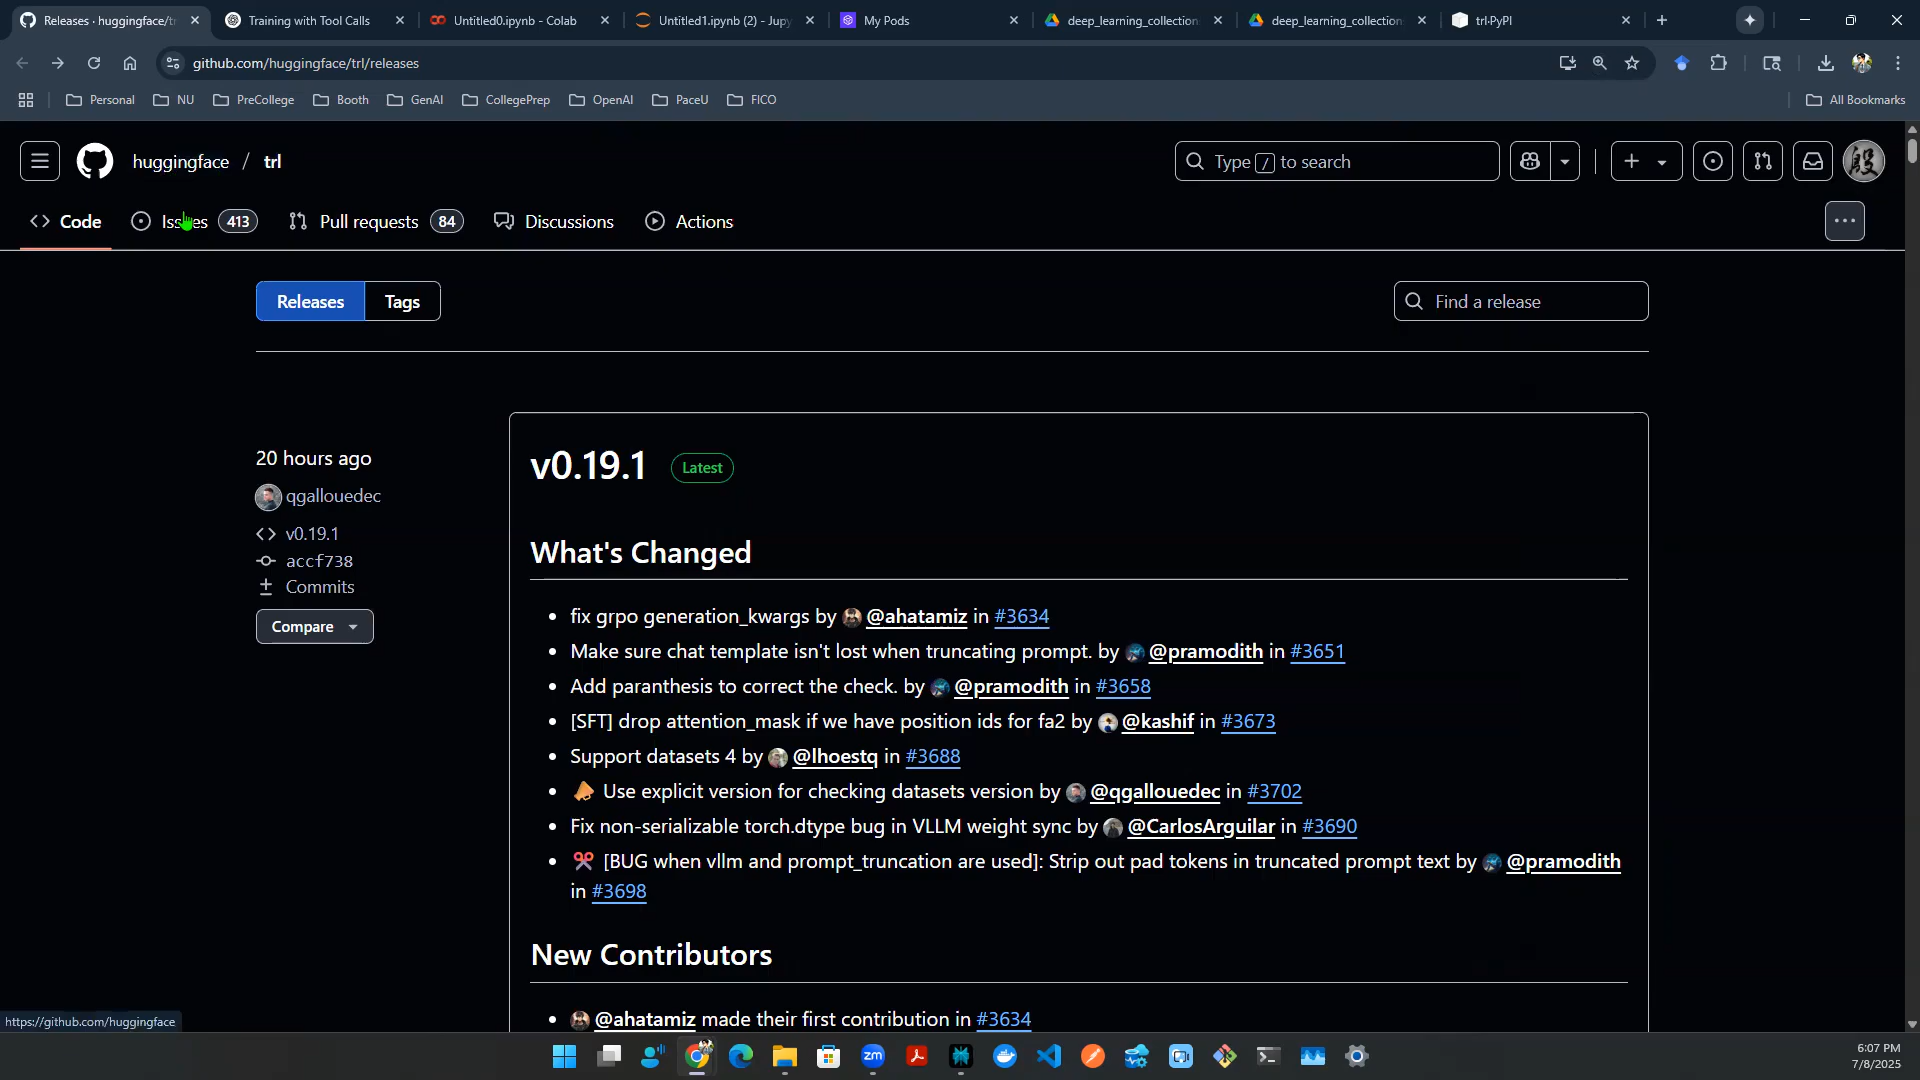 Releases · huggingface/tr
Training with Tool Calls
Untitled0.ipynb - Colab
Untitled1.ipynb (2) - Jupy
My Pods
deep_learning_collection
deep_learning_collection
trl·PyPI
github.com/huggingface/trl/releases
Personal
NU
PreCollege
Booth
GenAI
CollegePrep
OpenAI
PaceU
FICO
All Bookmarks
huggingface / trl
Type / to search
Code
Issues 413
Pull requests 84
Discussions
Actions
Releases
Tags
Find a release
20 hours ago
qgallouedec
v0.19.1
accf738
Commits
Compare
v0.19.1 Latest
What's Changed
• fix grpo generation_kwargs by @ahatamiz in #3634
• Make sure chat template isn't lost when truncating prompt. by @pramodith in #3651
• Add paranthesis to correct the check. by @pramodith in #3658
• [SFT] drop attention_mask if we have position ids for fa2 by @kashif in #3673
• Support datasets 4 by @lhoestq in #3688
• 📣 Use explicit version for checking datasets version by @qgallouedec in #3702
• Fix non-serializable torch.dtype bug in VLLM weight sync by @CarlosArguilar in #3690
• ✂️ [BUG when vllm and prompt_truncation are used]: Strip out pad tokens in truncated prompt text by @pramodith
in #3698
New Contributors
• @ahatamiz made their first contribution in #3634
https://github.com/huggingface
zm
6:07 PM
7/8/2025